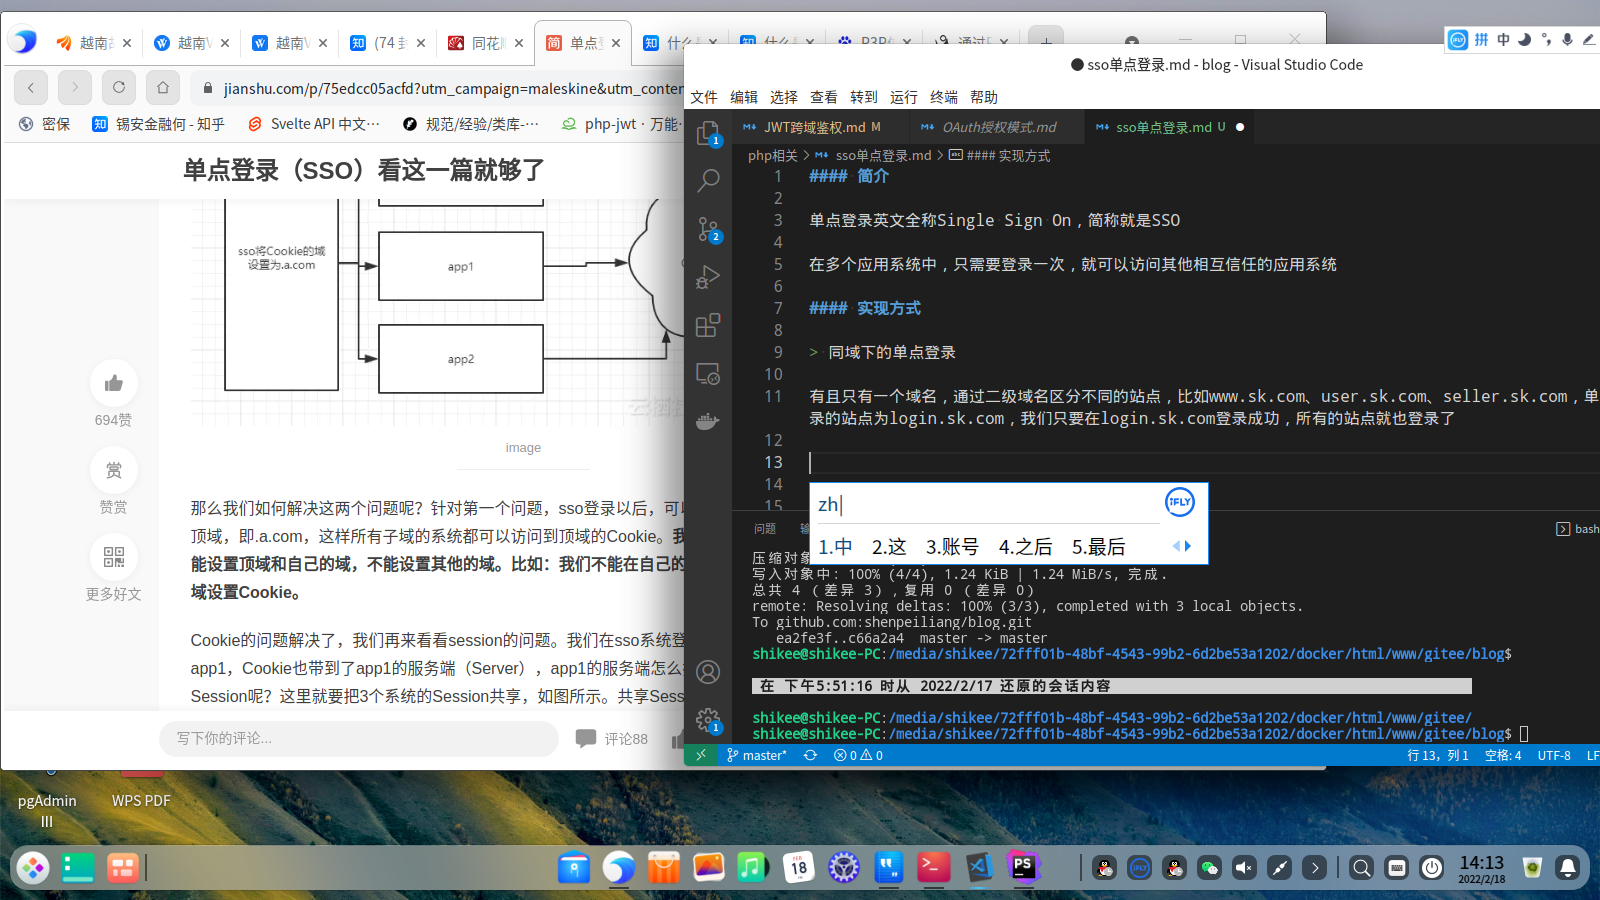 越南
越南V
越南V
(74 封
同花顺
单点登
什么
什么
P3P
通过
拼 中
jianshu.com/p/75edcc05acfd?utm_campaign=maleskine&utm_conten
密保
锡安金融何 - 知乎
Svelte API 中文…
规范/经验/类库-…
php-jwt · 万能
单点登录（SSO）看这一篇就够了
sso将Cookie的域
设置为.a.com
app1
app2
image
694赞
赏
赞赏
更多好文
那么我们如何解决这两个问题呢？针对第一个问题，sso登录以后，可以
顶域，即.a.com，这样所有子域的系统都可以访问到顶域的Cookie。我
能设置顶域和自己的域，不能设置其他的域。比如：我们不能在自己的
域设置Cookie。
Cookie的问题解决了，我们再来看看session的问题。我们在sso系统登
app1，Cookie也带到了app1的服务端（Server），app1的服务端怎么
Session呢？这里就要把3个系统的Session共享，如图所示。共享Sess
写下你的评论...
评论88
sso单点登录.md - blog - Visual Studio Code
文件 编辑 选择 查看 转到 运行 终端 帮助
JWT跨域鉴权.md M
OAuth授权模式.md
sso单点登录.md U
php相关 > sso单点登录.md > #### 实现方式
1 #### 简介
2
3 单点登录英文全称Single Sign On，简称就是SSO
4
5 在多个应用系统中，只需要登录一次，就可以访问其他相互信任的应用系统
6
7 #### 实现方式
8
9 > 同域下的单点登录
10
11 有且只有一个域名，通过二级域名区分不同的站点，比如www.sk.com、user.sk.com、seller.sk.com，单
录的站点为login.sk.com，我们只要在login.sk.com登录成功，所有的站点就也登录了
12
13
14
15
zh
iFLY
1.中 2.这 3.账号 4.之后 5.最后
问题
bash
压缩对象
写入对象中: 100% (4/4), 1.24 KiB | 1.24 MiB/s, 完成.
总共 4 （差异 3），复用 0 （差异 0）
remote: Resolving deltas: 100% (3/3), completed with 3 local objects.
To github.com:shenpeiliang/blog.git
ea2fe3f..c66a2a4 master -> master
shikee@shikee-PC:/media/shikee/72fff01b-48bf-4543-99b2-6d2be53a1202/docker/html/www/gitee/blog$
在 下午5:51:16 时从 2022/2/17 还原的会话内容
shikee@shikee-PC:/media/shikee/72fff01b-48bf-4543-99b2-6d2be53a1202/docker/html/www/gitee/
shikee@shikee-PC:/media/shikee/72fff01b-48bf-4543-99b2-6d2be53a1202/docker/html/www/gitee/blog$
master*
0 0
行 13，列 1
空格: 4
UTF-8
LF
pgAdmin
III
WPS PDF
18
PS
14:13
2022/2/18